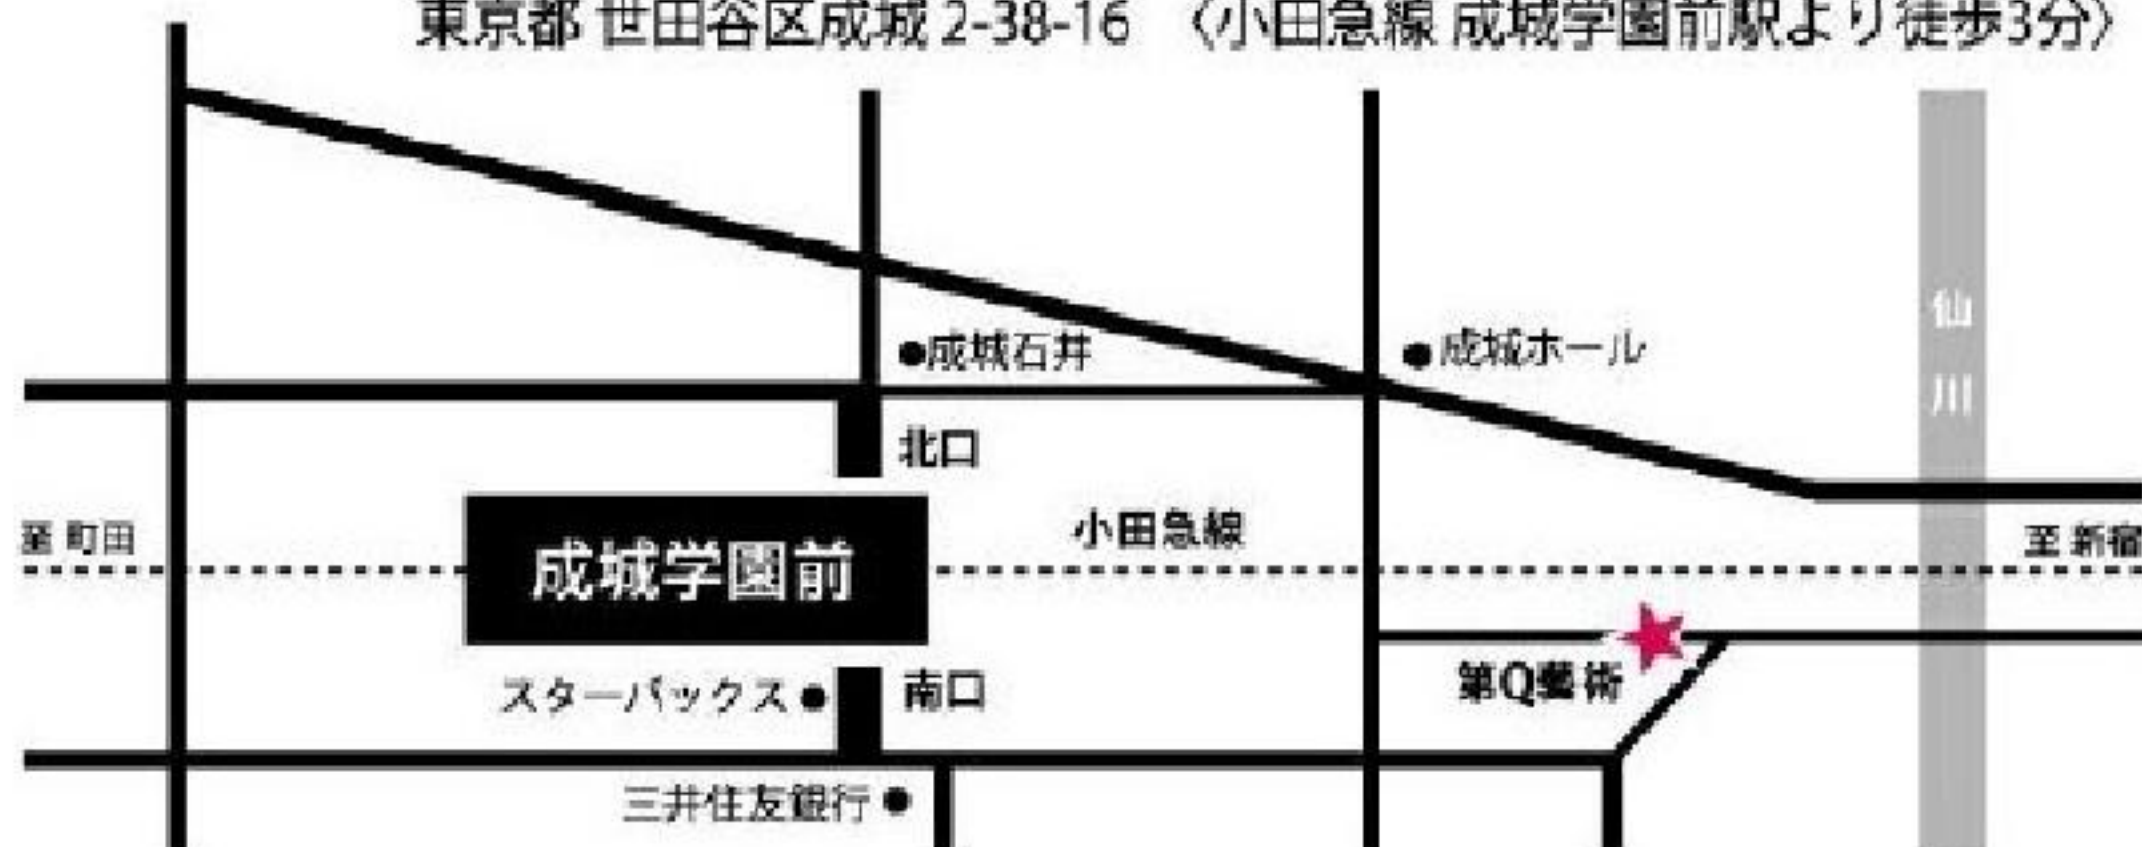 東京都 世田谷区成城 2-38-16 〈小田急線 成城学園前駅より徒歩3分〉
仙川
●成城石井
●成城ホール
北口
至 町田
成城学園前
小田急線
至 新宿
第Q藝術
スターバックス●
南口
三井住友銀行●